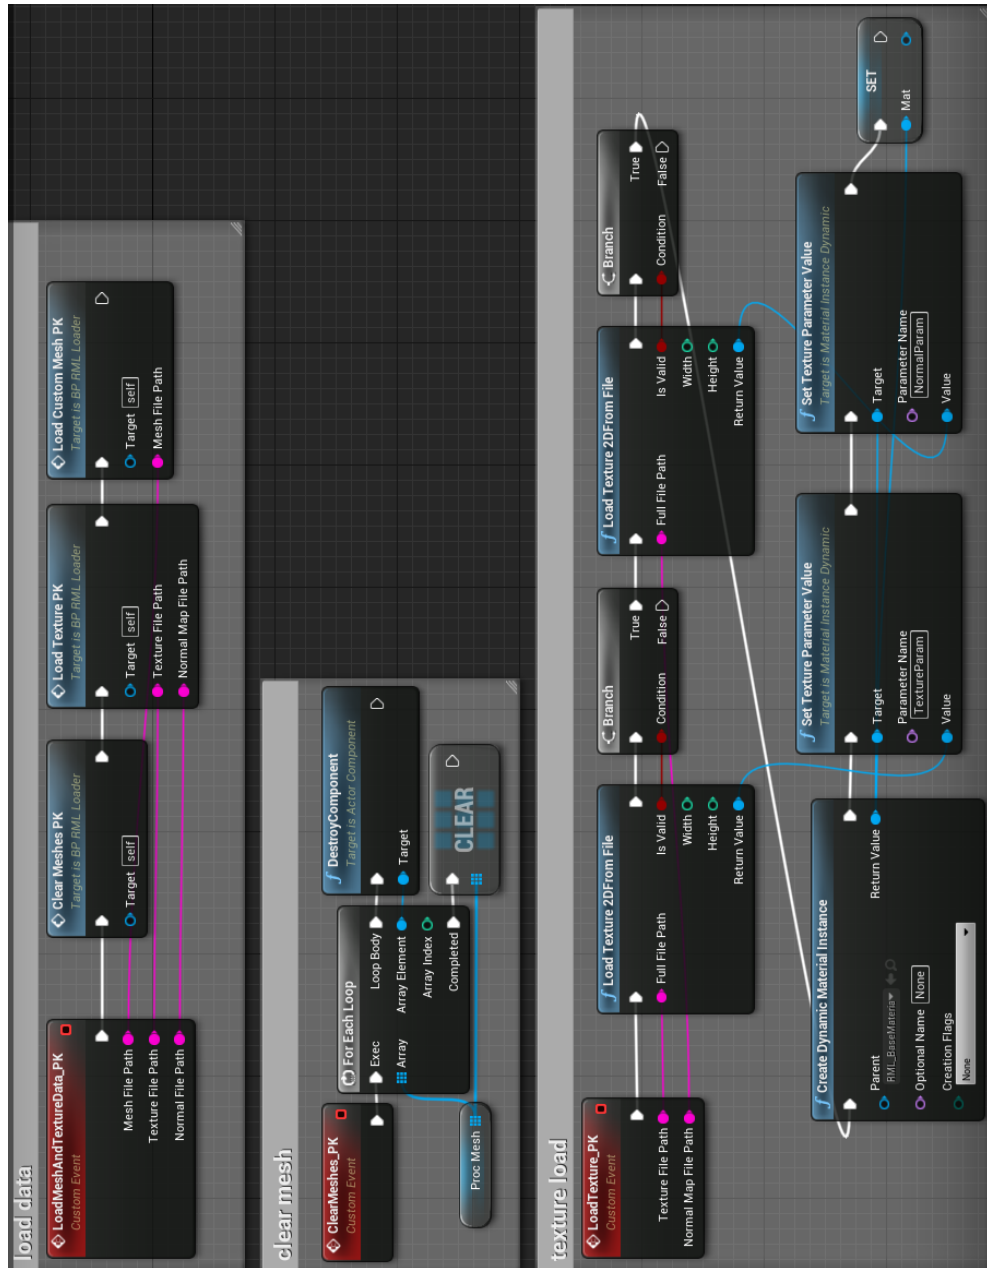 load data
LoadMeshAndTextureData_PK
Custom Event
Mesh File Path
Texture File Path
Normal File Path
Clear Meshes PK
Target is BP RML Loader
Target self
Load Texture PK
Target is BP RML Loader
Target self
Texture File Path
Normal Map File Path
Load Custom Mesh PK
Target is BP RML Loader
Target self
Mesh File Path
clear mesh
ClearMeshes_PK
Custom Event
Proc Mesh
For Each Loop
Exec
Loop Body
Array
Array Element
Array Index
Completed
DestroyComponent
Target is Actor Component
Target
CLEAR
texture load
LoadTexture_PK
Custom Event
Texture File Path
Normal Map File Path
f Load Texture 2DFrom File
Full File Path
Is Valid
Width
Height
Return Value
Branch
True
Condition
False
f Load Texture 2DFrom File
Full File Path
Is Valid
Width
Height
Return Value
Branch
True
Condition
False
f Create Dynamic Material Instance
Return Value
Parent
RML_BaseMateria
Optional Name None
Creation Flags
None
f Set Texture Parameter Value
Target is Material Instance Dynamic
Target
Parameter Name
TextureParam
Value
f Set Texture Parameter Value
Target is Material Instance Dynamic
Target
Parameter Name
NormalParam
Value
SET
Mat